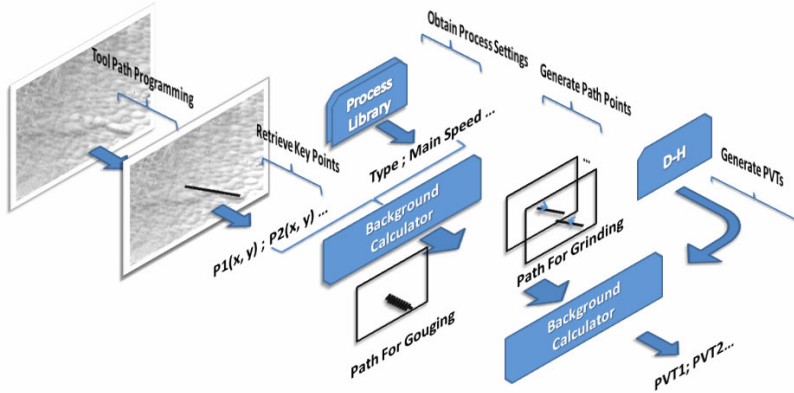 Tool Path Programming
Retrieve Key Points
Obtain Process Settings
Generate Path Points
Generate PVTs
Process
Library
Type ; Main Speed ...
P1(x, y) ; P2(x, y) ...
Background
Calculator
Path For Gouging
...
Path For Grinding
D-H
Background
Calculator
PVT1; PVT2...